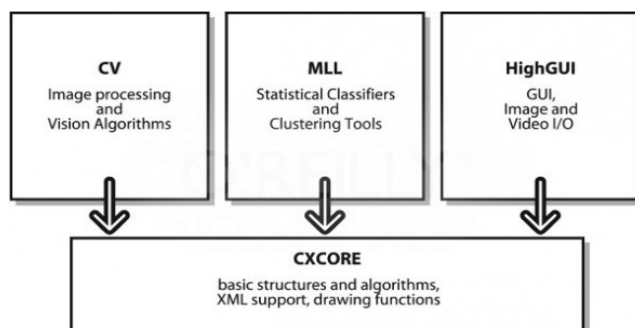 CV
Image processing
and
Vision Algorithms
MLL
Statistical Classifiers
and
Clustering Tools
HighGUI
GUI,
Image and
Video I/O
O'REILLY
CXCORE
basic structures and algorithms,
XML support, drawing functions